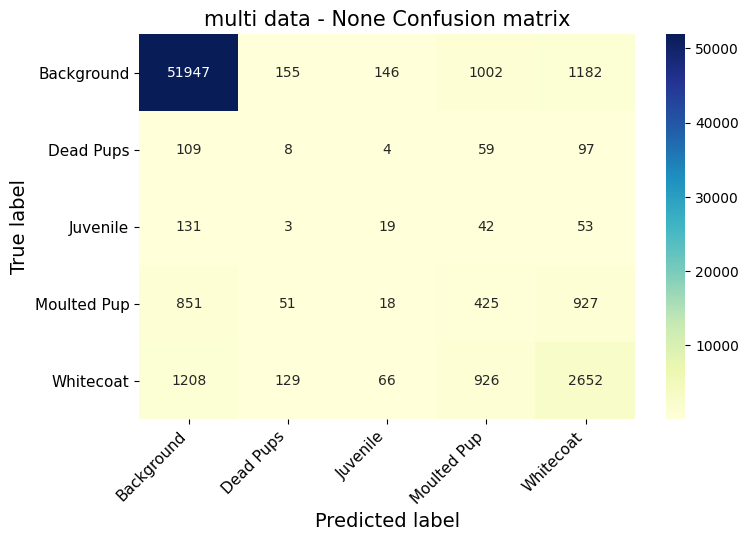 multi data - None Confusion matrix
True label
Background 51947 155 146 1002 1182
Dead Pups 109 8 4 59 97
Juvenile 131 3 19 42 53
Moulted Pup 851 51 18 425 927
Whitecoat 1208 129 66 926 2652
Background Dead Pups Juvenile Moulted Pup Whitecoat
Predicted label
50000
40000
30000
20000
10000